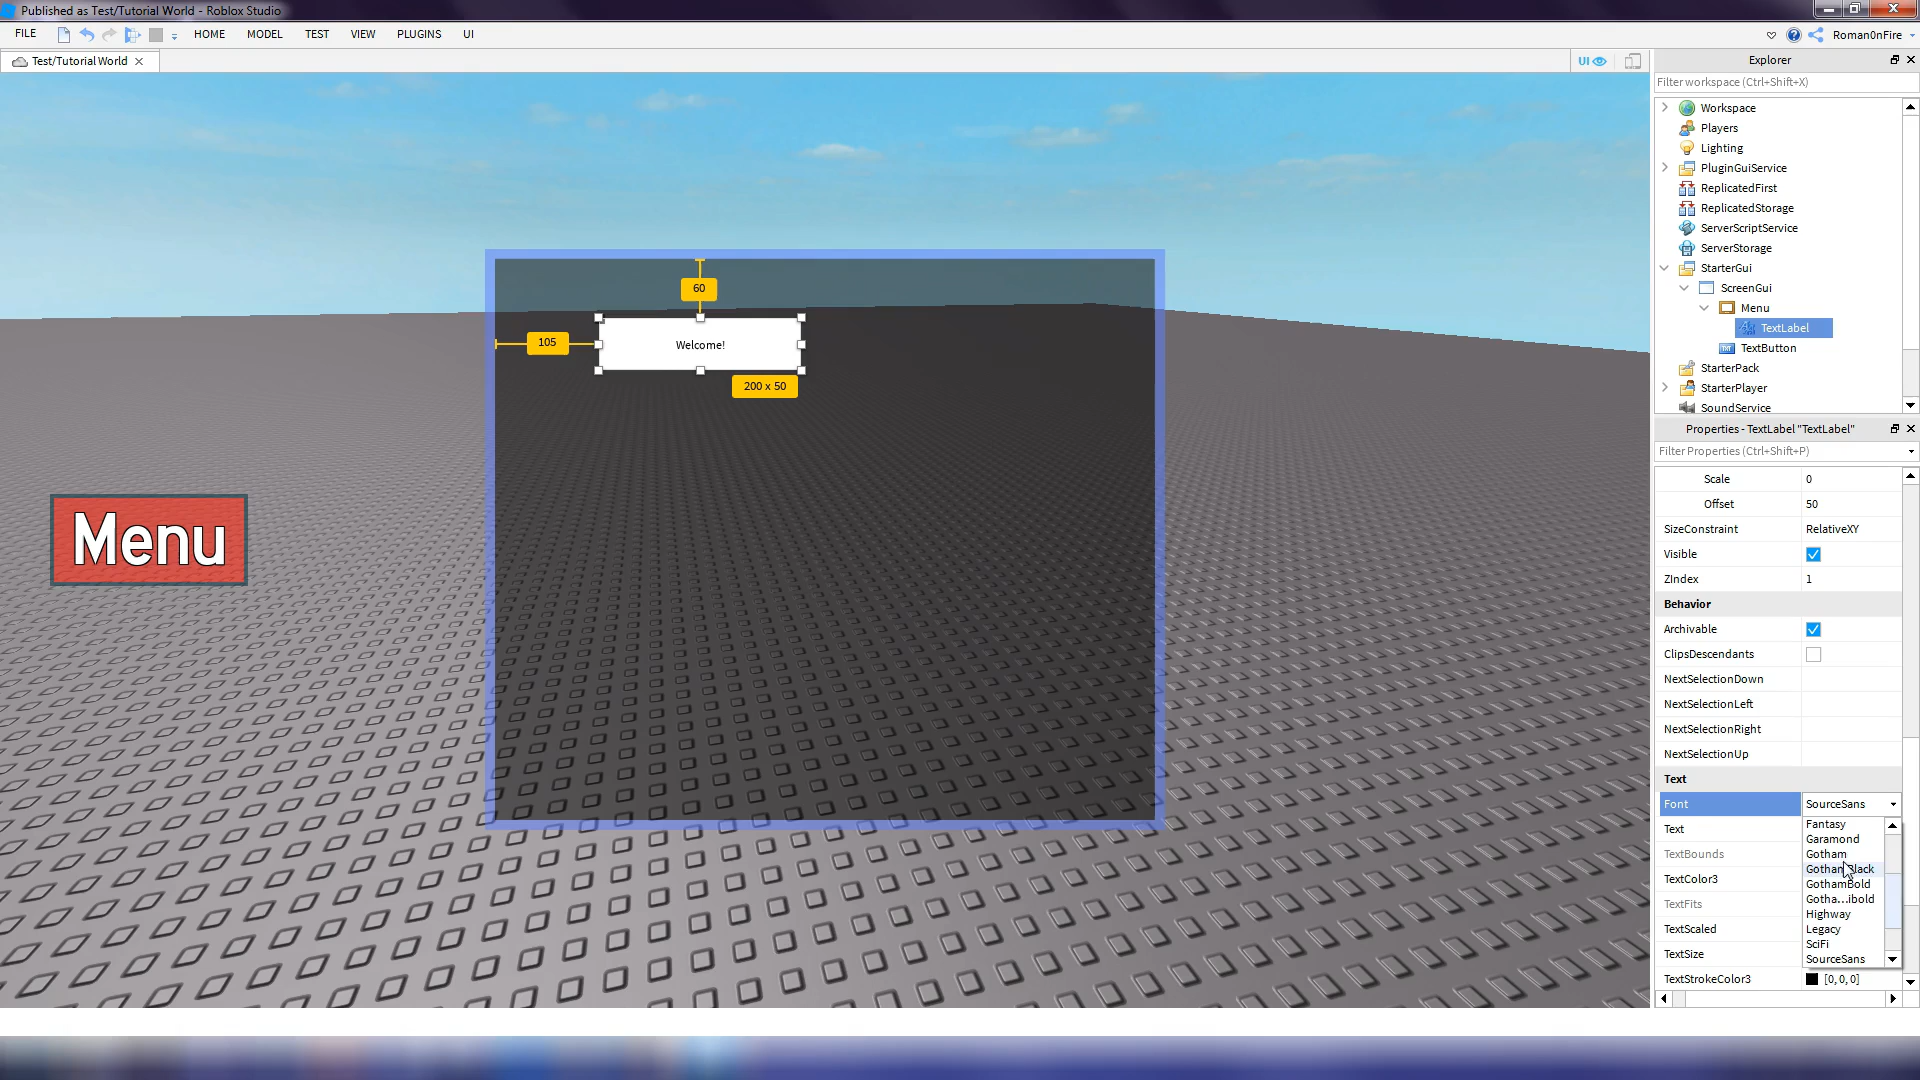 Published as Test/Tutorial World - Roblox Studio
FILE HOME MODEL TEST VIEW PLUGINS UI Roman0nFire
Test/Tutorial World
UI
Explorer
Filter workspace (Ctrl+Shift+X)
Workspace
Players
Lighting
PluginGuiService
ReplicatedFirst
ReplicatedStorage
ServerScriptService
ServerStorage
StarterGui
ScreenGui
Menu
TextLabel
TextButton
StarterPack
StarterPlayer
SoundService
60
105
Welcome!
200 x 50
Menu
Properties - TextLabel "TextLabel"
Filter Properties (Ctrl+Shift+P)
Scale 0
Offset 50
SizeConstraint RelativeXY
Visible
ZIndex 1
Behavior
Archivable
ClipsDescendants
NextSelectionDown
NextSelectionLeft
NextSelectionRight
NextSelectionUp
Text
Font SourceSans
Text
TextBounds
TextColor3
TextFits
TextScaled
TextSize
TextStrokeColor3 [0, 0, 0]
Fantasy
Garamond
Gotham
GothamBlack
GothamBold
Gotha...ibold
Highway
Legacy
SciFi
SourceSans